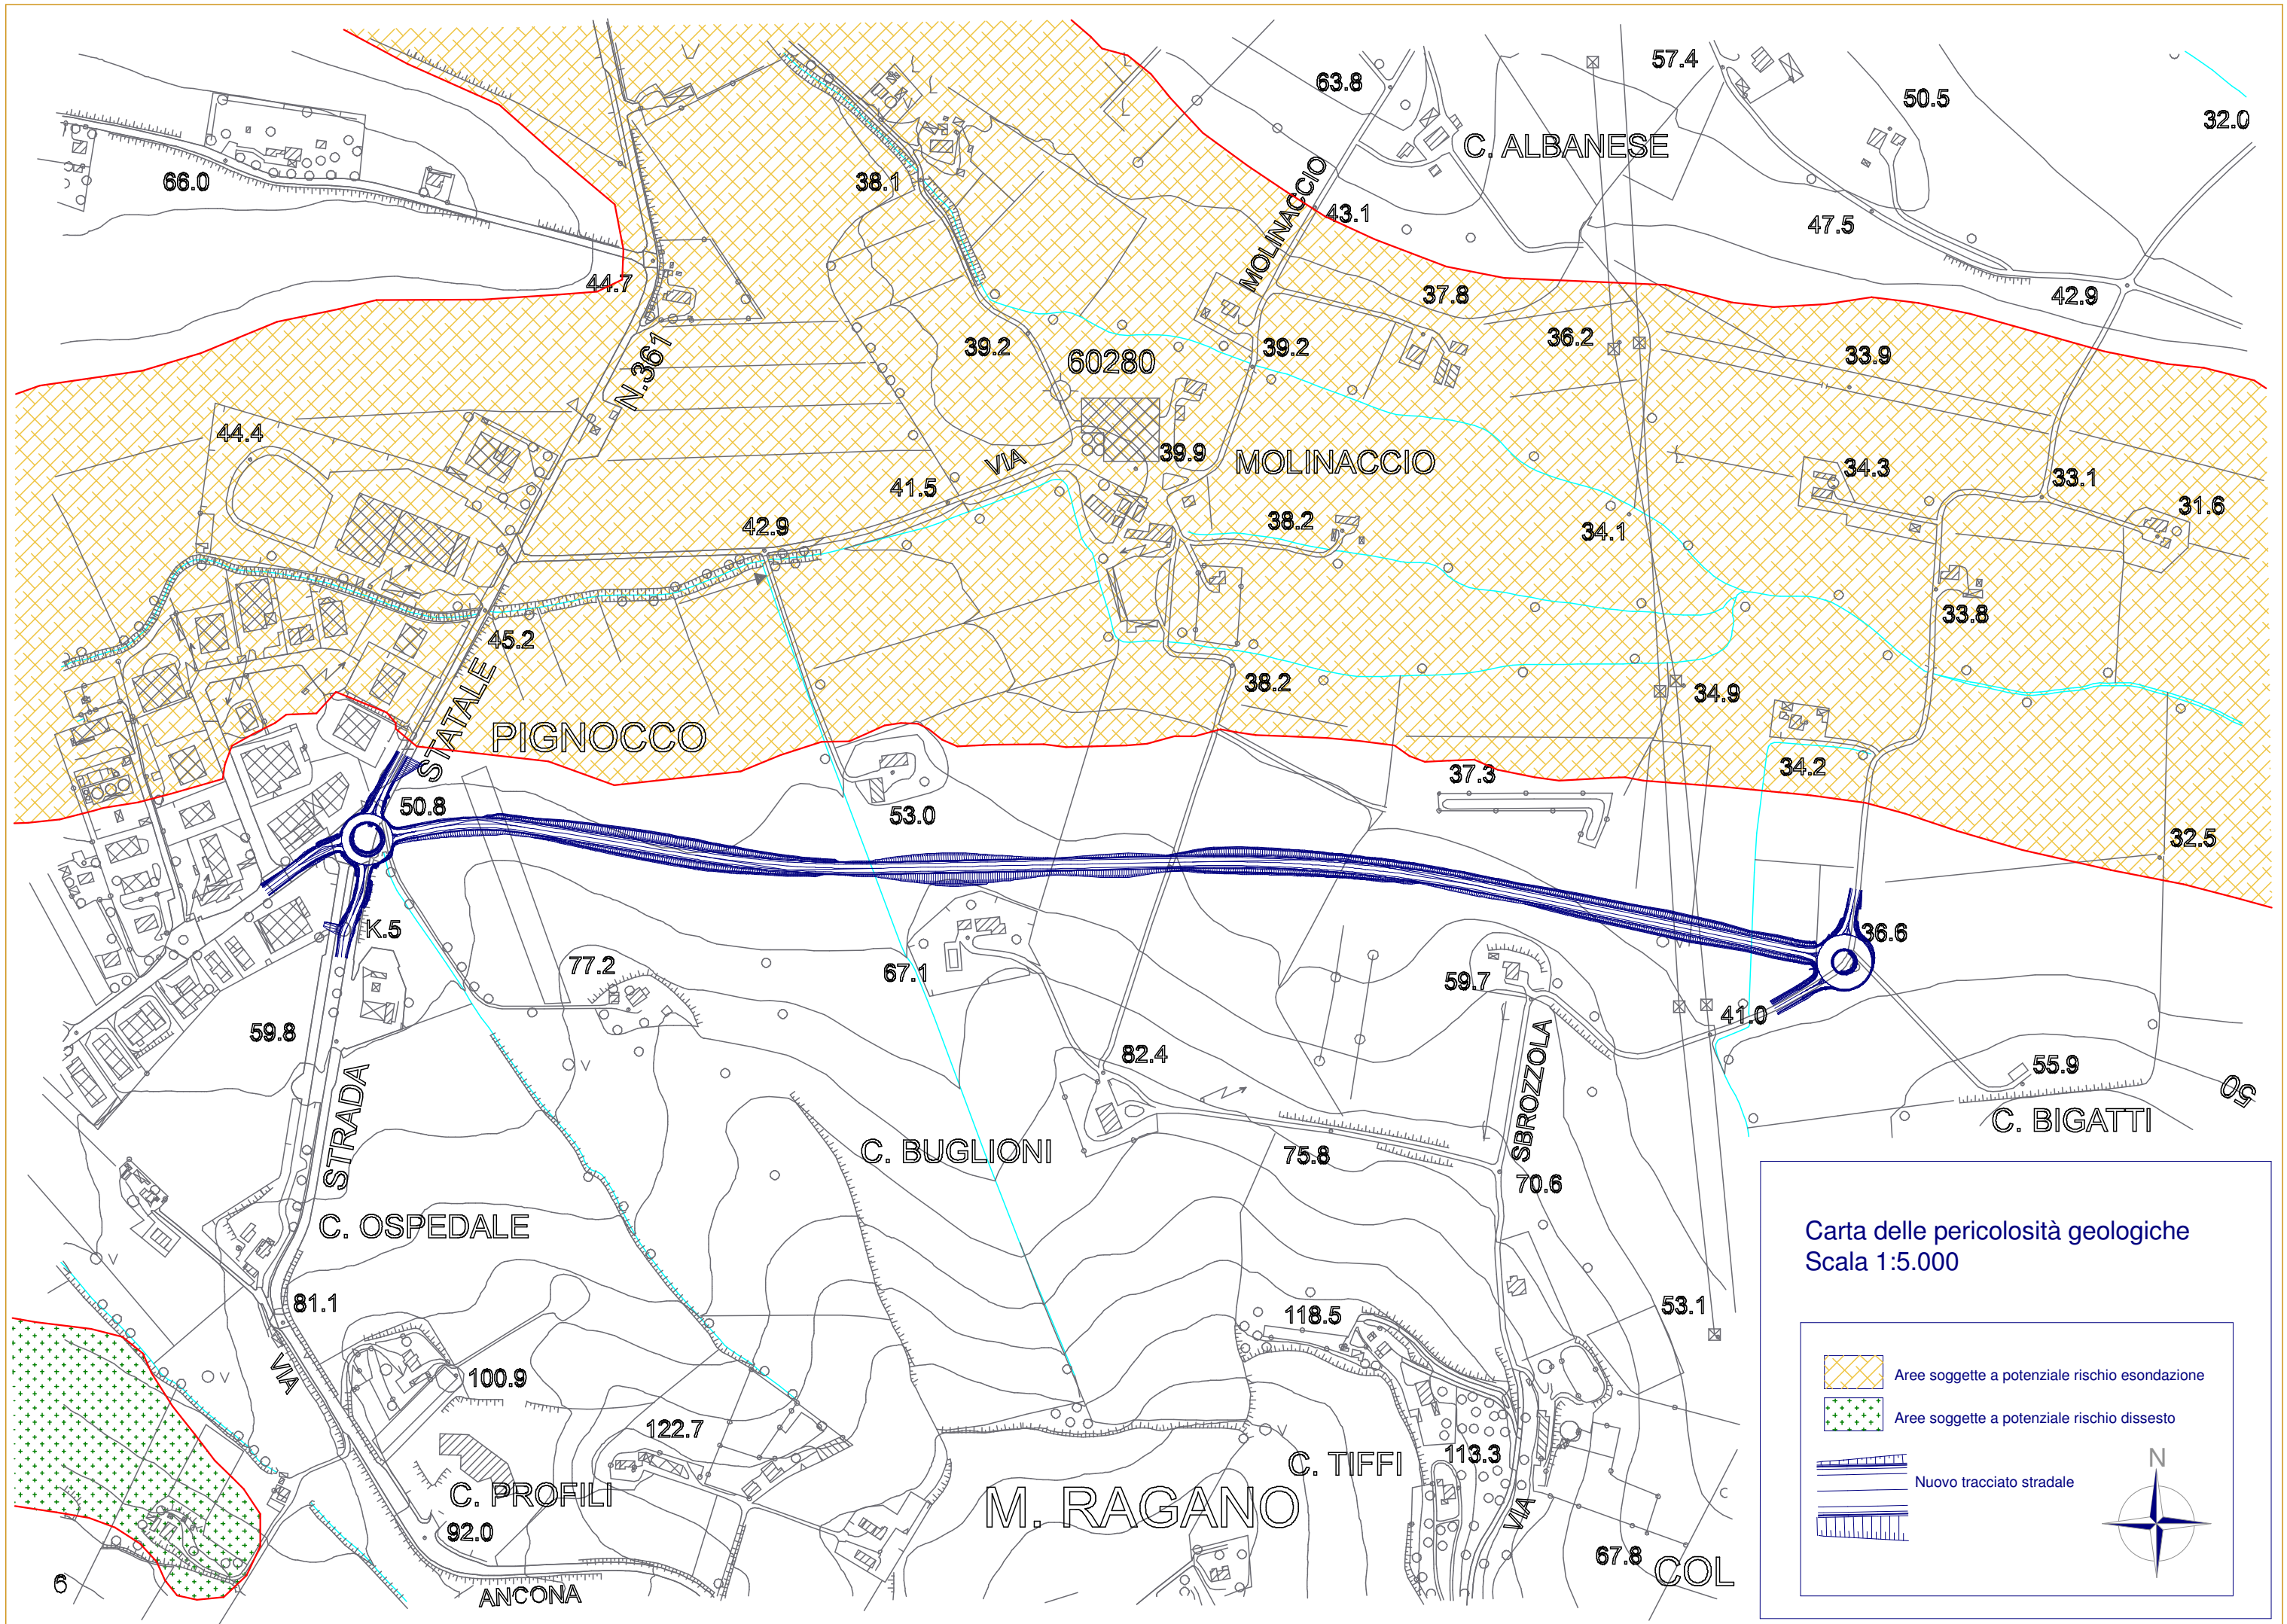 57.4
63.8
50.5
32.0
C. ALBANESE
66.0
38.1
MOLINACCIO
43.1
47.5
44.7
37.8
42.9
36.2
39.2
60280
39.2
33.9
N.361
44.4
VIA
39.9
MOLINACCIO
34.3
33.1
41.5
31.6
42.9
38.2
34.1
33.8
45.2
STATALE
38.2
34.9
PIGNOCCO
34.2
37.3
50.8
53.0
32.5
K.5
36.6
77.2
67.1
59.7
59.8
41.0
82.4
55.9
50
STRADA
SBROZZOLA
C. BIGATTI
C. BUGLIONI
75.8
70.6
C. OSPEDALE
81.1
118.5
53.1
VIA
100.9
122.7
C. TIFFI
113.3
C. PROFILI
M. RAGANO
VIA
92.0
67.8
COL
6
ANCONA
Carta delle pericolosità geologiche
Scala 1:5.000
Aree soggette a potenziale rischio esondazione
Aree soggette a potenziale rischio dissesto
Nuovo tracciato stradale
N